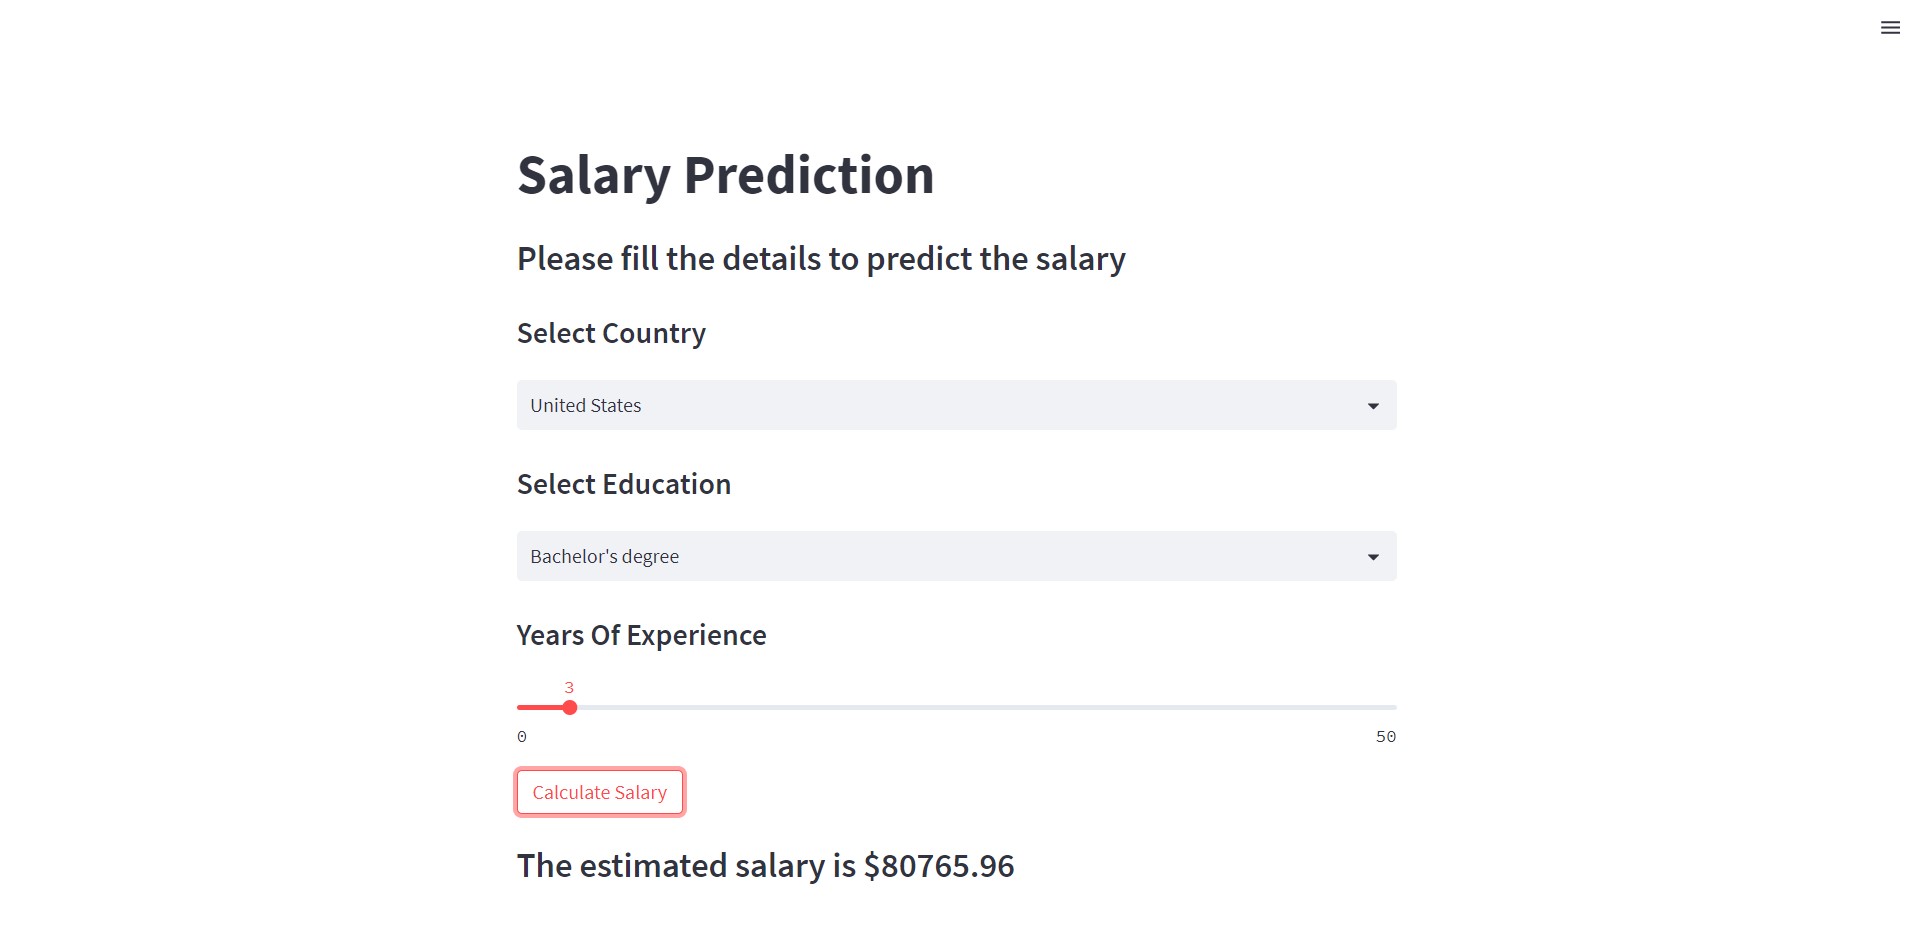 Salary Prediction
Please fill the details to predict the salary
Select Country
United States
Select Education
Bachelor's degree
Years Of Experience
3
0 50
Calculate Salary
The estimated salary is $80765.96